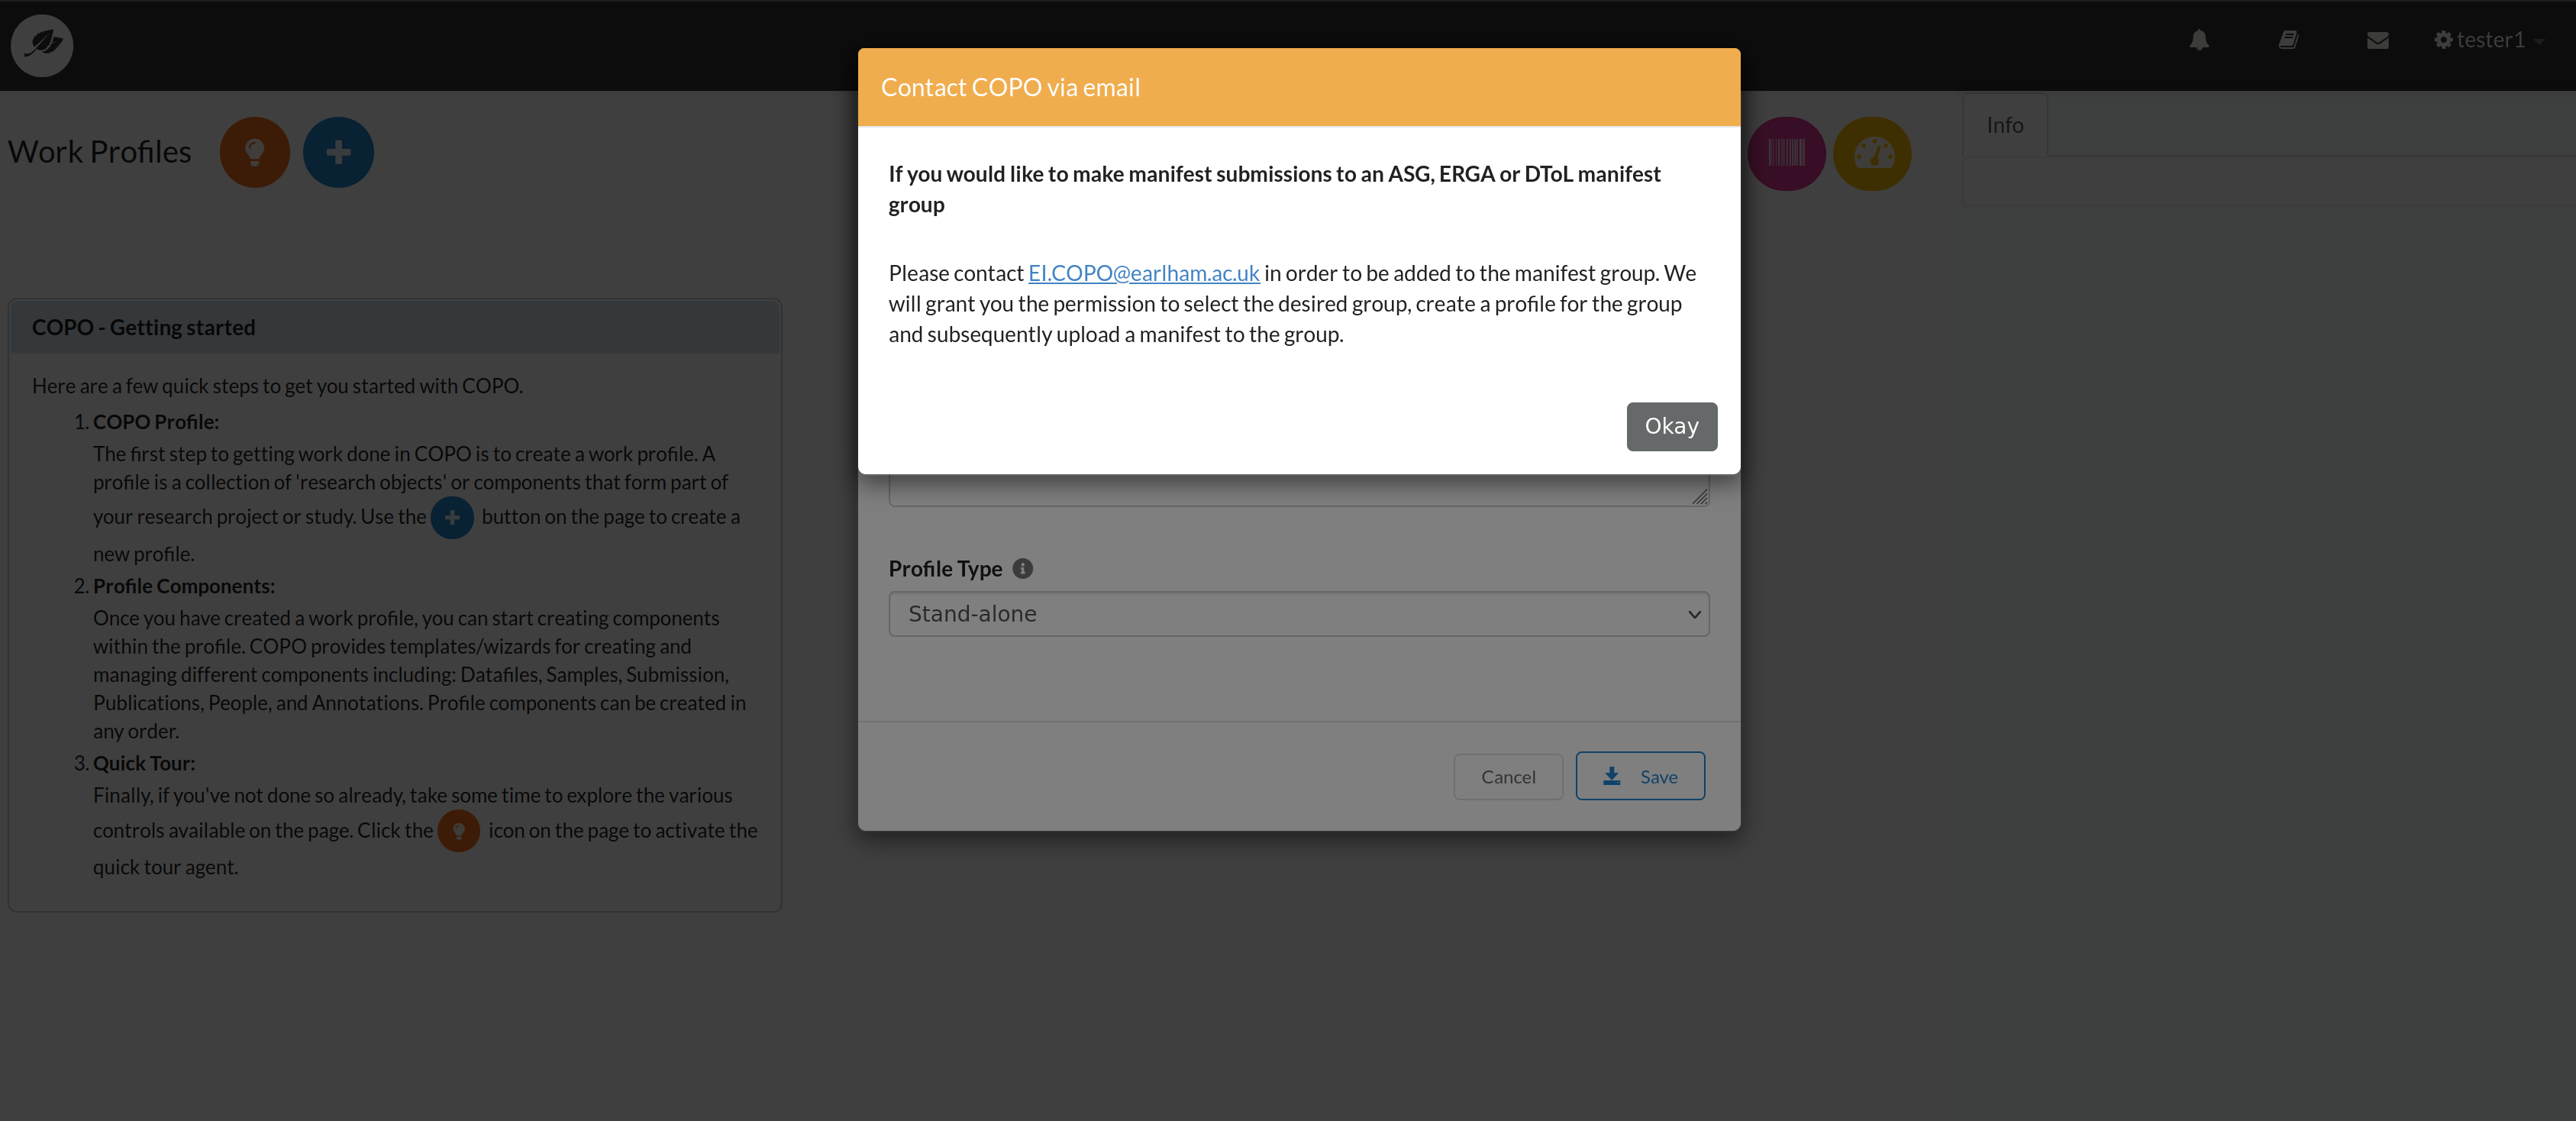 tester1
Work Profiles
Info
Contact COPO via email
If you would like to make manifest submissions to an ASG, ERGA or DToL manifest
group
Please contact EI.COPO@earlham.ac.uk in order to be added to the manifest group. We
will grant you the permission to select the desired group, create a profile for the group
and subsequently upload a manifest to the group.
Okay
Profile Type
Stand-alone
Cancel
Save
COPO - Getting started
Here are a few quick steps to get you started with COPO.
1. COPO Profile:
The first step to getting work done in COPO is to create a work profile. A
profile is a collection of 'research objects' or components that form part of
your research project or study. Use the button on the page to create a
new profile.
2. Profile Components:
Once you have created a work profile, you can start creating components
within the profile. COPO provides templates/wizards for creating and
managing different components including: Datafiles, Samples, Submission,
Publications, People, and Annotations. Profile components can be created in
any order.
3. Quick Tour:
Finally, if you've not done so already, take some time to explore the various
controls available on the page. Click the icon on the page to activate the
quick tour agent.